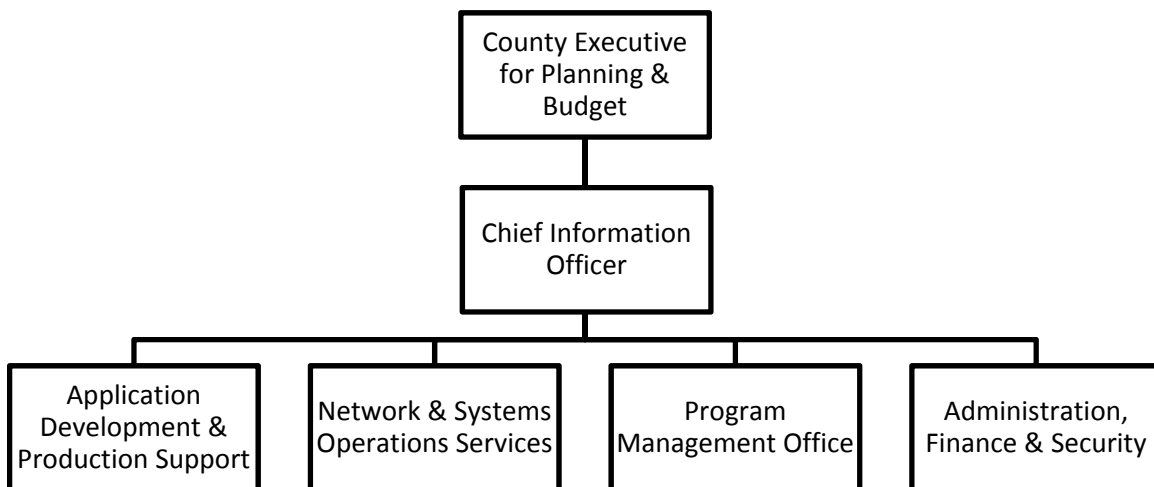 County Executive
for Planning &
Budget
Chief Information
Officer
Application
Development &
Production Support
Network & Systems
Operations Services
Program
Management Office
Administration,
Finance & Security